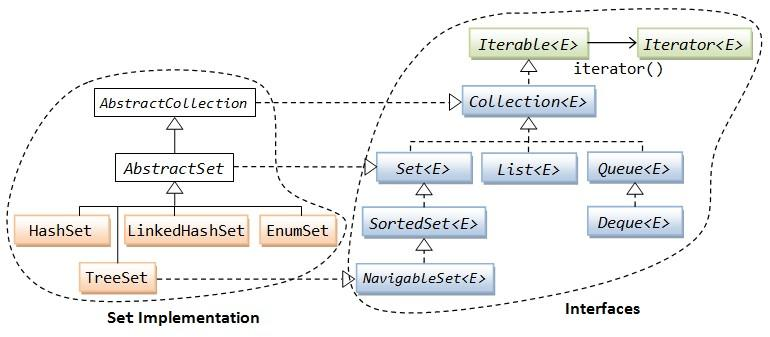 Iterable<E>
Iterator<E>
iterator()
AbstractCollection
Collection<E>
AbstractSet
Set<E>
List<E>
Queue<E>
HashSet
LinkedHashSet
EnumSet
SortedSet<E>
Deque<E>
TreeSet
NavigableSet<E>
Set Implementation
Interfaces